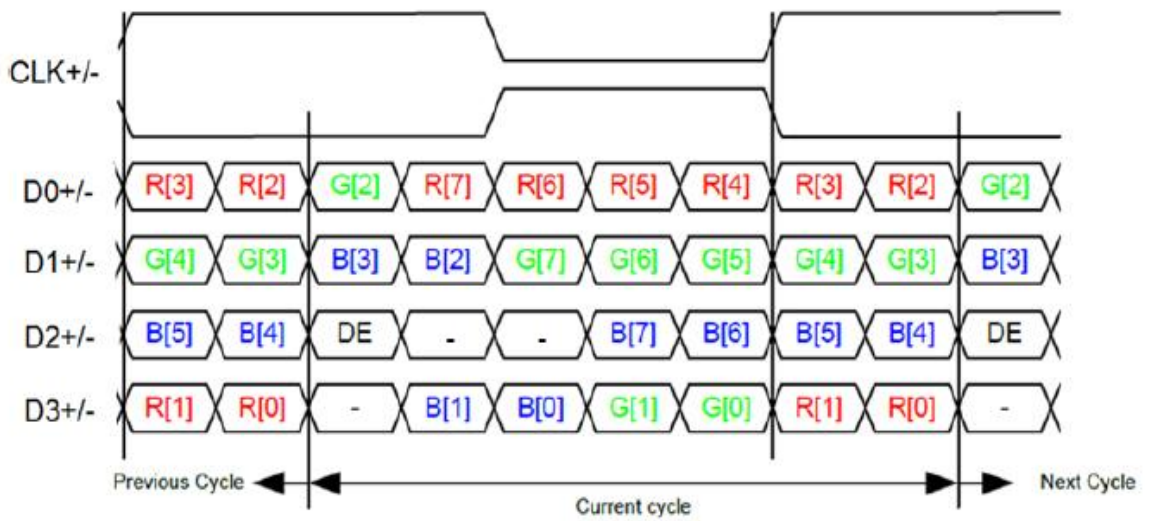 CLK+/-
D0+/- R[3] R[2] G[2] R[7] R[6] R[5] R[4] R[3] R[2] G[2]
D1+/- G[4] G[3] B[3] B[2] G[7] G[6] G[5] G[4] G[3] B[3]
D2+/- B[5] B[4] DE - - B[7] B[6] B[5] B[4] DE
D3+/- R[1] R[0] - B[1] B[0] G[1] G[0] R[1] R[0] -
Previous Cycle Current cycle Next Cycle